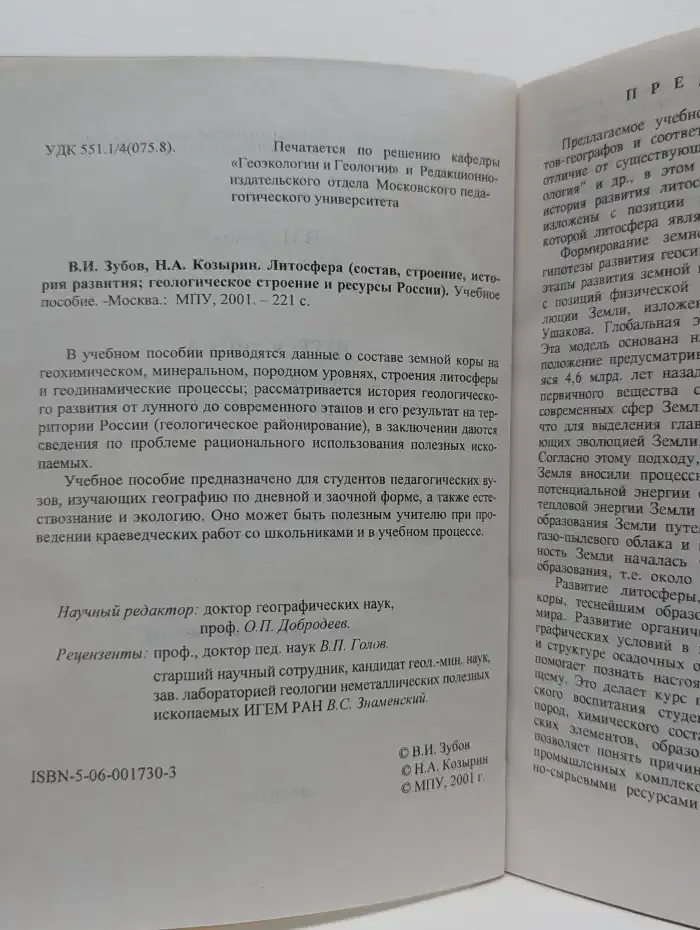 УДК 551.1/4(075.8).
Печатается по решению кафедры
«Геоэкологии и Геологии» и Редакционно-
издательского отдела Московского педа-
гогического университета
В.И. Зубов, Н.А. Козырин. Литосфера (состав, строение, исто-
рия развития; геологическое строение и ресурсы России). Учебное
пособие. -Москва.: МПУ, 2001. – 221 с.
В учебном пособии приводятся данные о составе земной коры на
геохимическом, минеральном, породном уровнях, строения литосферы
и геодинамические процессы; рассматривается история геологическо-
го развития от лунного до современного этапов и его результат на тер-
ритории России (геологическое районирование), в заключении даются
сведения по проблеме рационального использования полезных иско-
паемых.
Учебное пособие предназначено для студентов педагогических ву-
зов, изучающих географию по дневной и заочной форме, а также есте-
ствознание и экологию. Оно может быть полезным учителю при про-
ведении краеведческих работ со школьниками и в учебном процессе.
Научный редактор: доктор географических наук,
проф. О.П. Добродеев.
Рецензенты: проф., доктор пед. наук В.П. Голов.
старший научный сотрудник, кандидат геол.-мин. наук,
зав. лабораторией геологии неметаллических полезных
ископаемых ИГЕМ РАН В.С. Знаменский.
© В.И. Зубов
© Н.А. Козырин
© МПУ, 2001 г.
ISBN-5-06-001730-3
П Р Е
Предлагаемое учебно
тов-географов и соответ
отличие от существующ
ология" и др., в этом
история развития литос
изложены с позиции
которой литосфера явля
Формирование земно
гипотезы развития геоси
этапы развития земной к
с позиций физической
люции Земли, изложе
Ушакова. Глобальная э
Эта модель основана н
положение предусматрив
яся 4,6 млрд. лет назад
первичного вещества с
современных сфер Земл
что для выделения глав
ющих эволюцией Земли.
Согласно этому подходу,
Земля вносили процесс
потенциальной энергии
тепловой энергии Земли
образования Земли путе
газо-пылевого облака и
ность Земли началась
образования, т.е. около
Развитие литосферы,
коры, теснейшим образо
мира. Развитие органич
графических условий в
и структуре осадочных о
помогает познать настоя
щему. Это делает курс г
ского воспитания студе
пород, химического соста
ских элементов, образо
позволяет понять причин
промышленных комплекс
но-сырьевыми ресурсами